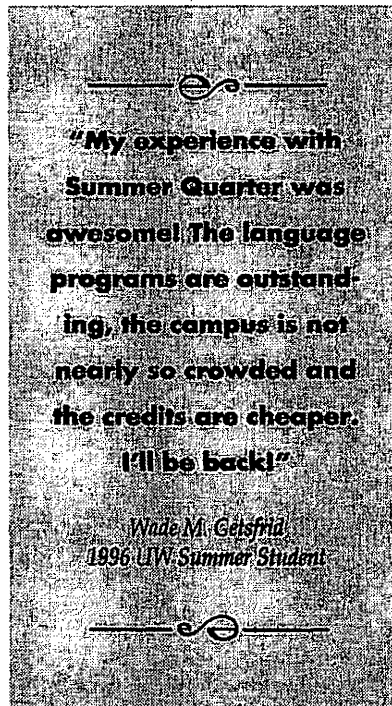 "My experience with
Summer Quarter was
awesome! The language
programs are outstand-
ing, the campus is not
nearly so crowded and
the credits are cheaper.
I'll be back!"
Wade M. Getsfrid
1996 UW Summer Student